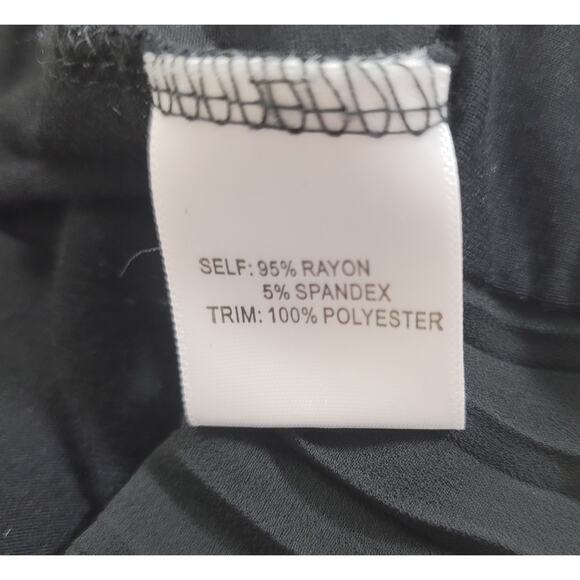 SELF: 95% RAYON
5% SPANDEX
TRIM: 100% POLYESTER